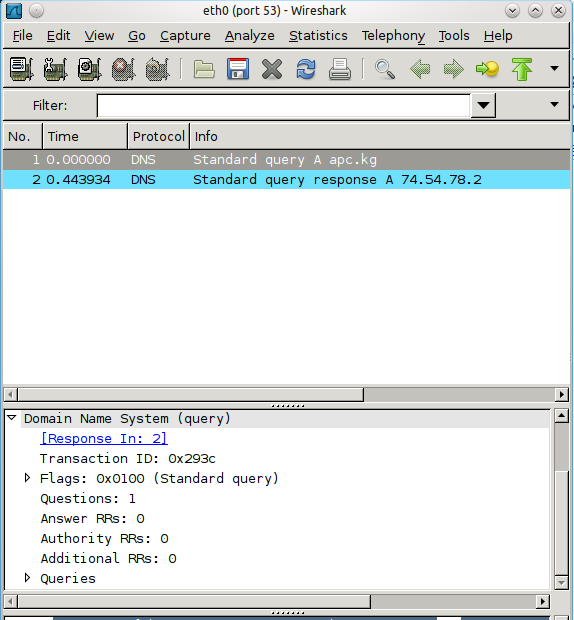 eth0 (port 53) - Wireshark
File Edit View Go Capture Analyze Statistics Telephony Tools Help
Filter:
No. Time Protocol Info
1 0.000000 DNS Standard query A apc.kg
2 0.443934 DNS Standard query response A 74.54.78.2
Domain Name System (query)
[Response In: 2]
Transaction ID: 0x293c
Flags: 0x0100 (Standard query)
Questions: 1
Answer RRs: 0
Authority RRs: 0
Additional RRs: 0
Queries